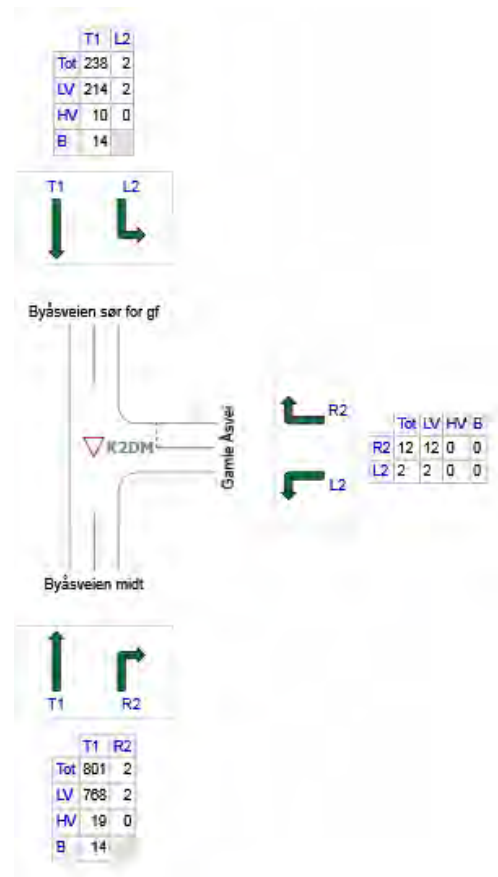 T1 L2
Tot 238 2
LV 214 2
HV 10 0
B 14
T1 L2
Byåsveien sør for gf
R2
Tot LV HV B
R2 12 12 0 0
L2 2 2 0 0
L2
K2DM
Gamle Åsvei
Byåsveien midt
T1 R2
T1 R2
Tot 801 2
LV 768 2
HV 19 0
B 14